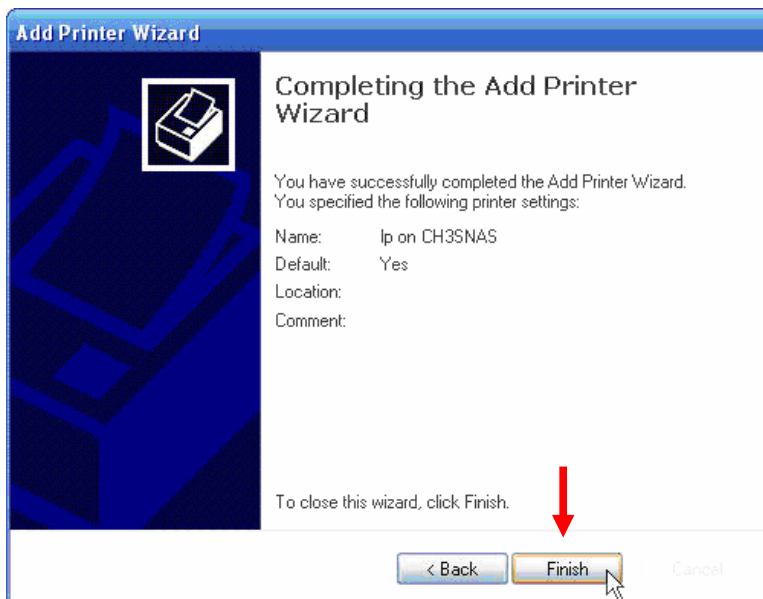 Add Printer Wizard
Completing the Add Printer
Wizard
You have successfully completed the Add Printer Wizard.
You specified the following printer settings:
Name: lp on CH3SNAS
Default: Yes
Location:
Comment:
To close this wizard, click Finish.
< Back Finish Cancel